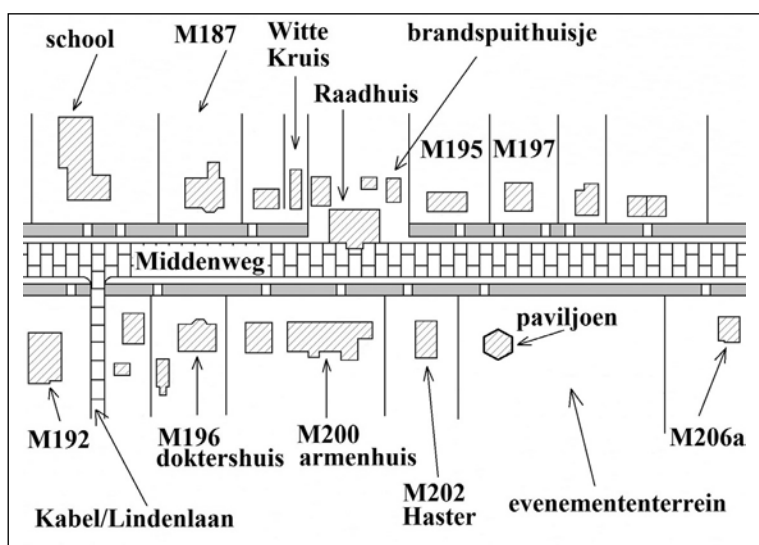 school
M187
Witte
Kruis
brandspuithuisje
Raadhuis
M195
M197
Middenweg
paviljoen
M192
M196
doktershuis
M200
armenhuis
M206a
M202
Haster
evenemententerrein
Kabel/Lindenlaan